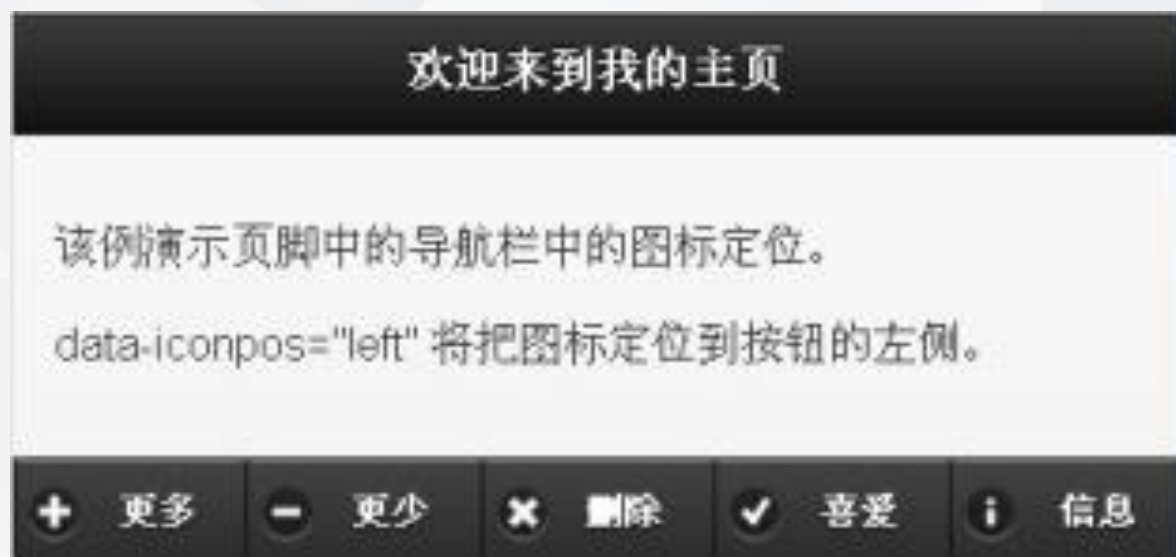 欢迎来到我的主页
该例演示页脚中的导航栏中的图标定位。
data-iconpos="left" 将把图标定位到按钮的左侧。
更多 更少 删除 喜爱 信息